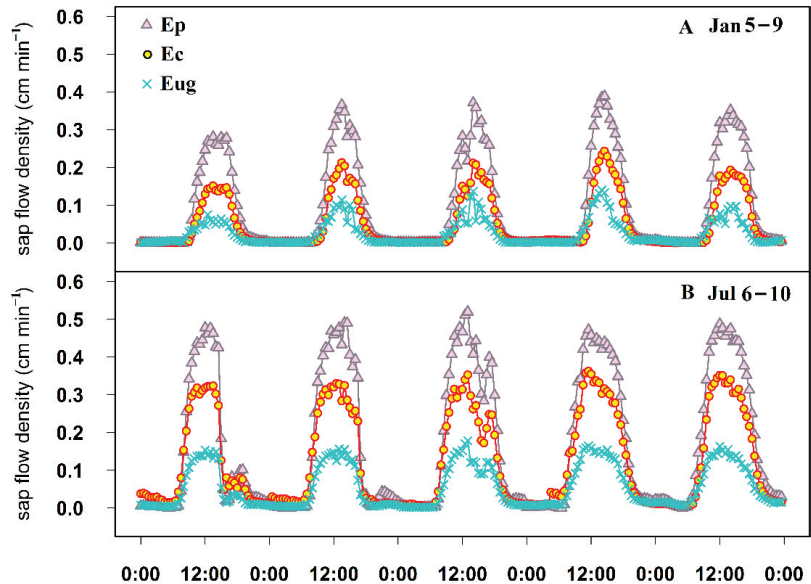 A Jan 5-9
Ep
Ec
Eug
sap flow density (cm min⁻¹)
0.6
0.5
0.4
0.3
0.2
0.1
0.0
B Jul 6-10
sap flow density (cm min⁻¹)
0.6
0.5
0.4
0.3
0.2
0.1
0.0
0:00 12:00 0:00 12:00 0:00 12:00 0:00 12:00 0:00 12:00 0:00